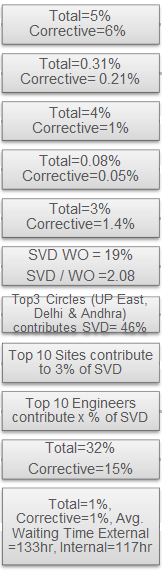 Total=5%
Corrective=6%
Total=0.31%
Corrective= 0.21%
Total=4%
Corrective=1%
Total=0.08%
Corrective=0.05%
Total=3%
Corrective=1.4%
SVD WO = 19%
SVD / WO =2.08
Top3 Circles (UP East,
Delhi & Andhra)
contributes SVD= 46%
Top 10 Sites contribute
to 3% of SVD
Top 10 Engineers
contribute x % of SVD
Total=32%
Corrective=15%
Total=1%,
Corrective=1%, Avg.
Waiting Time External
=133hr, Internal=117hr